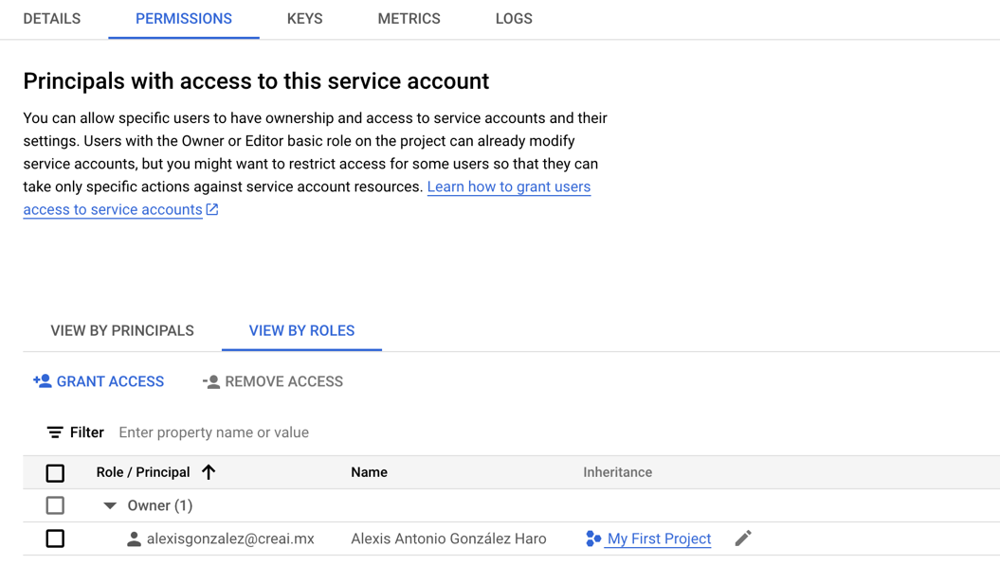 DETAILS PERMISSIONS KEYS METRICS LOGS
Principals with access to this service account
You can allow specific users to have ownership and access to service accounts and their
settings. Users with the Owner or Editor basic role on the project can already modify
service accounts, but you might want to restrict access for some users so that they can
take only specific actions against service account resources. Learn how to grant users
access to service accounts
VIEW BY PRINCIPALS VIEW BY ROLES
GRANT ACCESS REMOVE ACCESS
Filter Enter property name or value
Role / Principal Name Inheritance
Owner (1)
alexisgonzalez@creai.mx Alexis Antonio González Haro My First Project